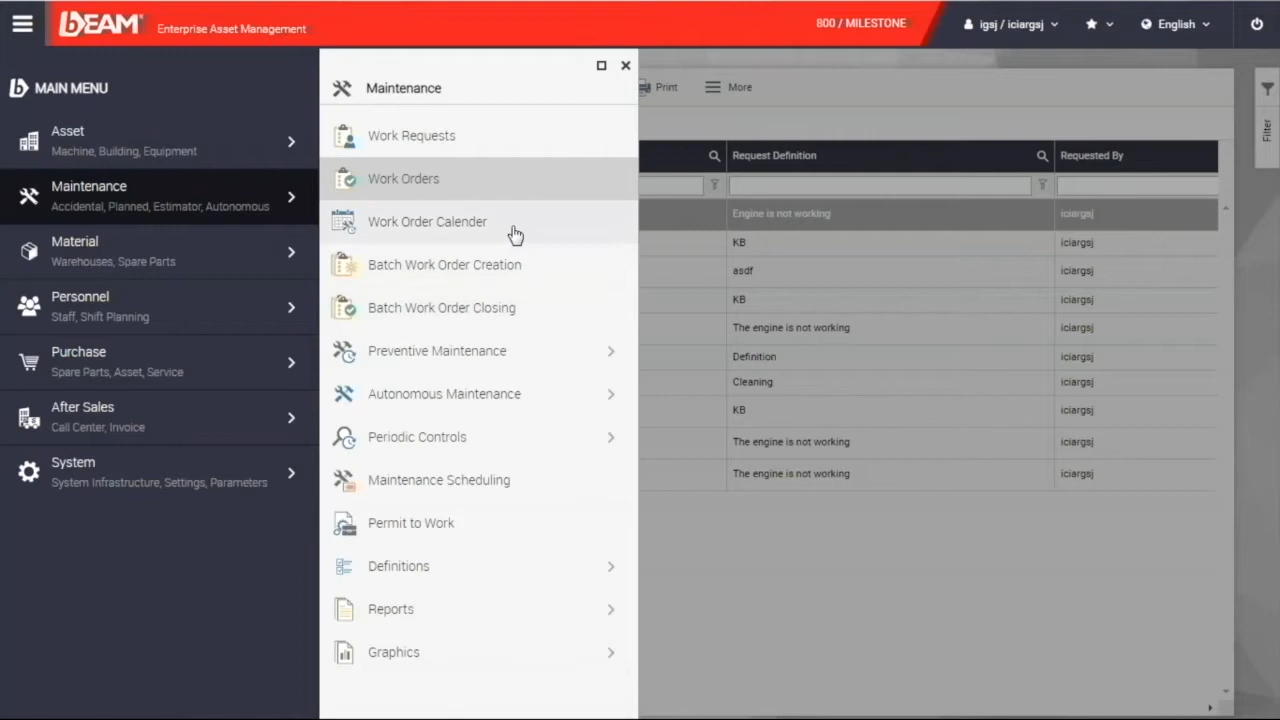 bEAM Enterprise Asset Management
800 / MILESTONE
igsj / iciargsj
English
MAIN MENU
Asset
Machine, Building, Equipment
Maintenance
Accidental, Planned, Estimator, Autonomous
Material
Warehouses, Spare Parts
Personnel
Staff, Shift Planning
Purchase
Spare Parts, Asset, Service
After Sales
Call Center, Invoice
System
System Infrastructure, Settings, Parameters
Maintenance
Work Requests
Work Orders
Work Order Calender
Batch Work Order Creation
Batch Work Order Closing
Preventive Maintenance
Autonomous Maintenance
Periodic Controls
Maintenance Scheduling
Permit to Work
Definitions
Reports
Graphics
Print
More
Request Definition
Requested By
Engine is not working
iciargsj
KB
iciargsj
asdf
iciargsj
KB
iciargsj
The engine is not working
iciargsj
Definition
iciargsj
Cleaning
iciargsj
KB
iciargsj
The engine is not working
iciargsj
The engine is not working
iciargsj
Filter